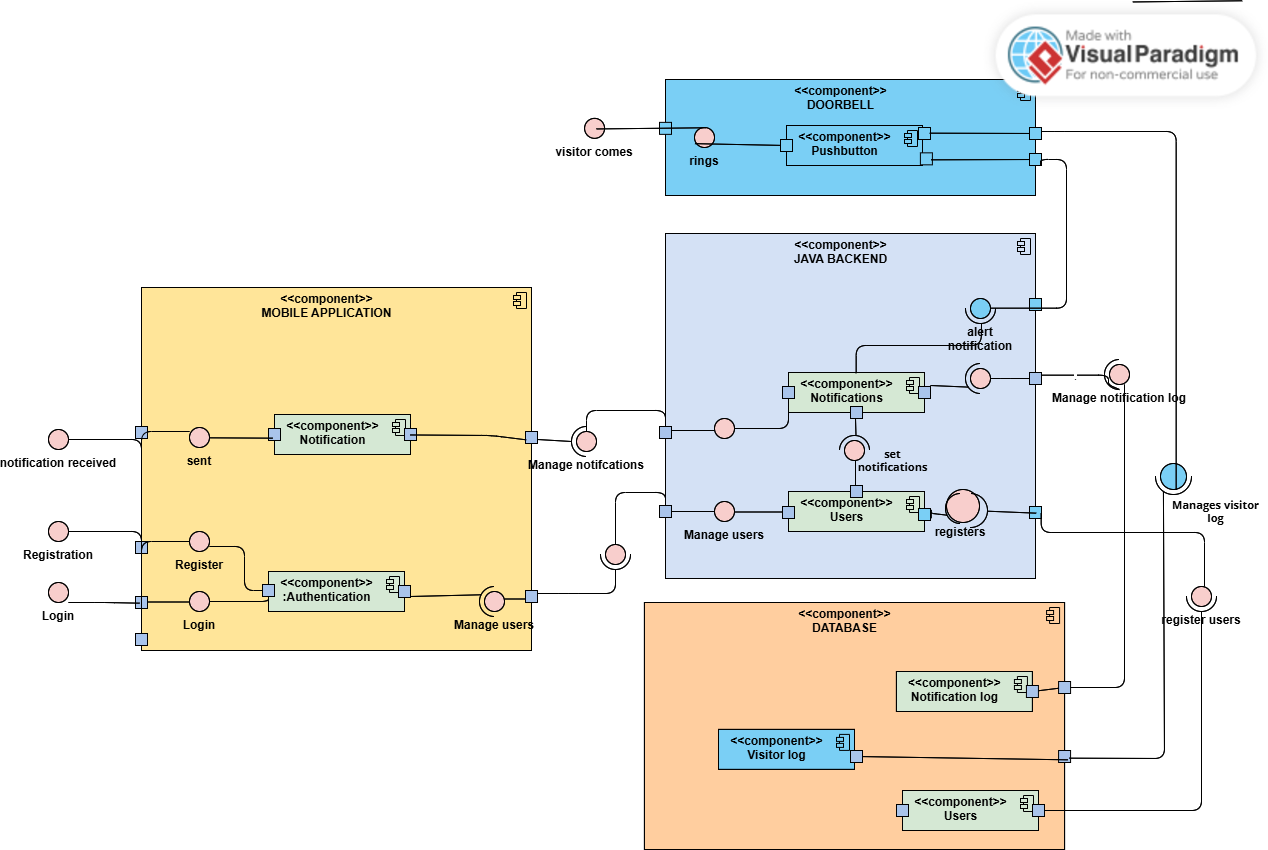 Made with
Visual Paradigm
For non-commercial use
<<component>>
DOORBELL
visitor comes
rings
<<component>>
Pushbutton
<<component>>
JAVA BACKEND
alert
notification
<<component>>
Notifications
Manage notification log
set
notifications
<<component>>
Users
Manage users
registers
Manages visitor
log
<<component>>
MOBILE APPLICATION
notification received
sent
<<component>>
Notification
Manage notifcations
Registration
Register
Login
Login
<<component>>
:Authentication
Manage users
register users
<<component>>
DATABASE
<<component>>
Notification log
<<component>>
Visitor log
<<component>>
Users